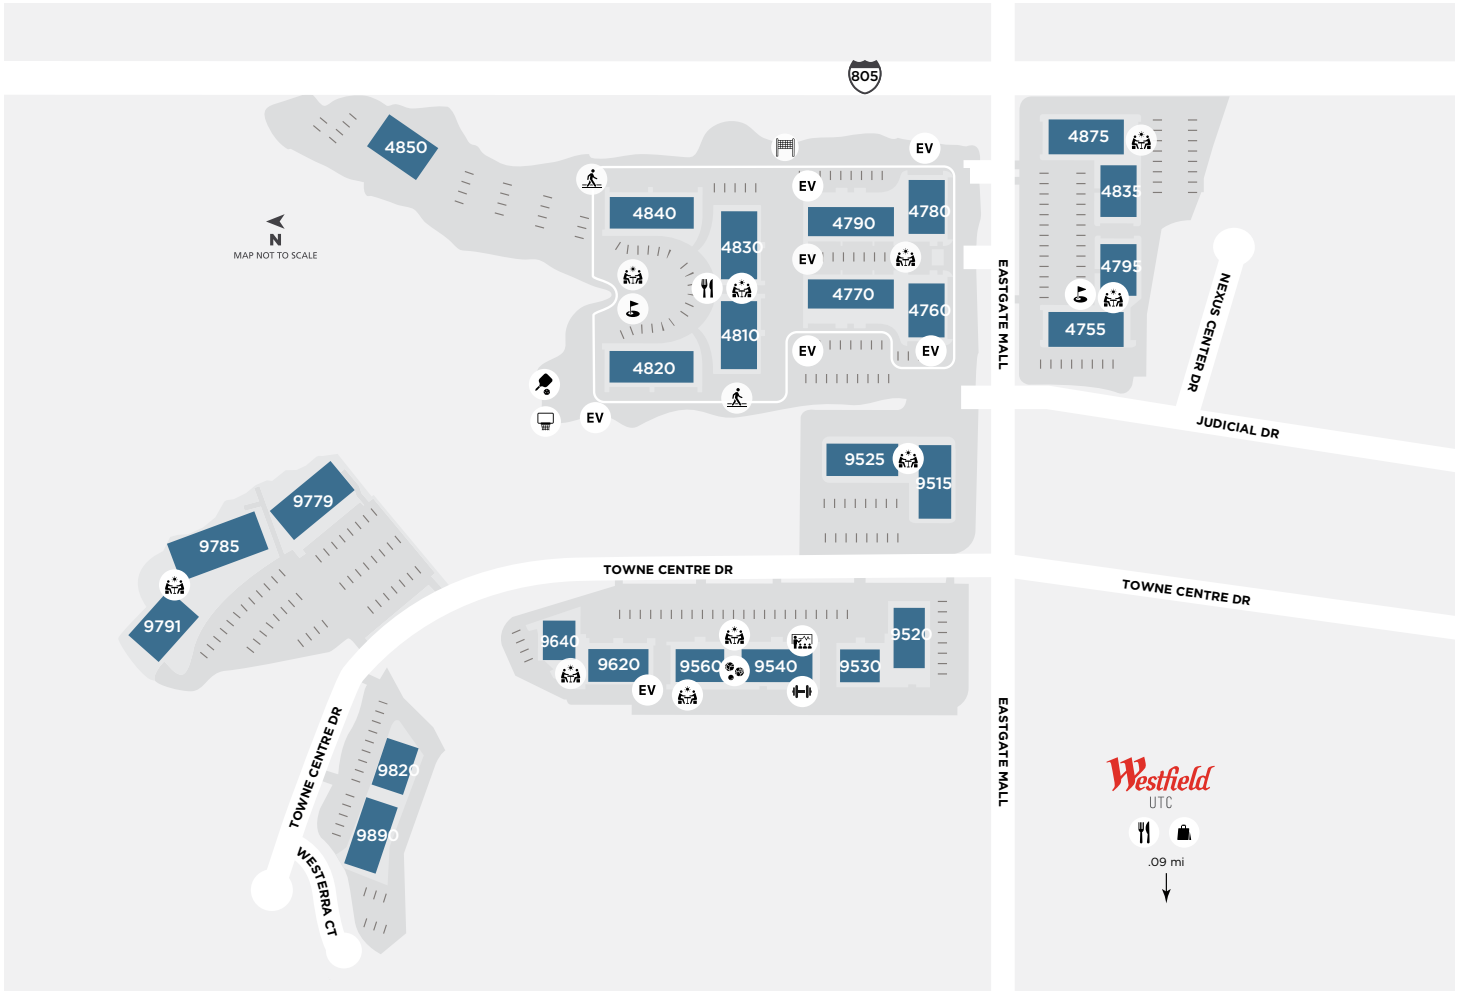 805
4850
4875
4835
4795
4755
4840
4830
4790
4780
4770
4760
4810
4820
EV
EV
EV
EV
EV
EV
N
MAP NOT TO SCALE
EASTGATE MALL
NEXUS CENTER DR
JUDICIAL DR
9525
9515
9779
9785
9791
TOWNE CENTRE DR
TOWNE CENTRE DR
9640
9620
9560
9540
9530
9520
EV
TOWNE CENTRE DR
9820
9890
WESTERRA CT
EASTGATE MALL
Westfield
UTC
.09 mi